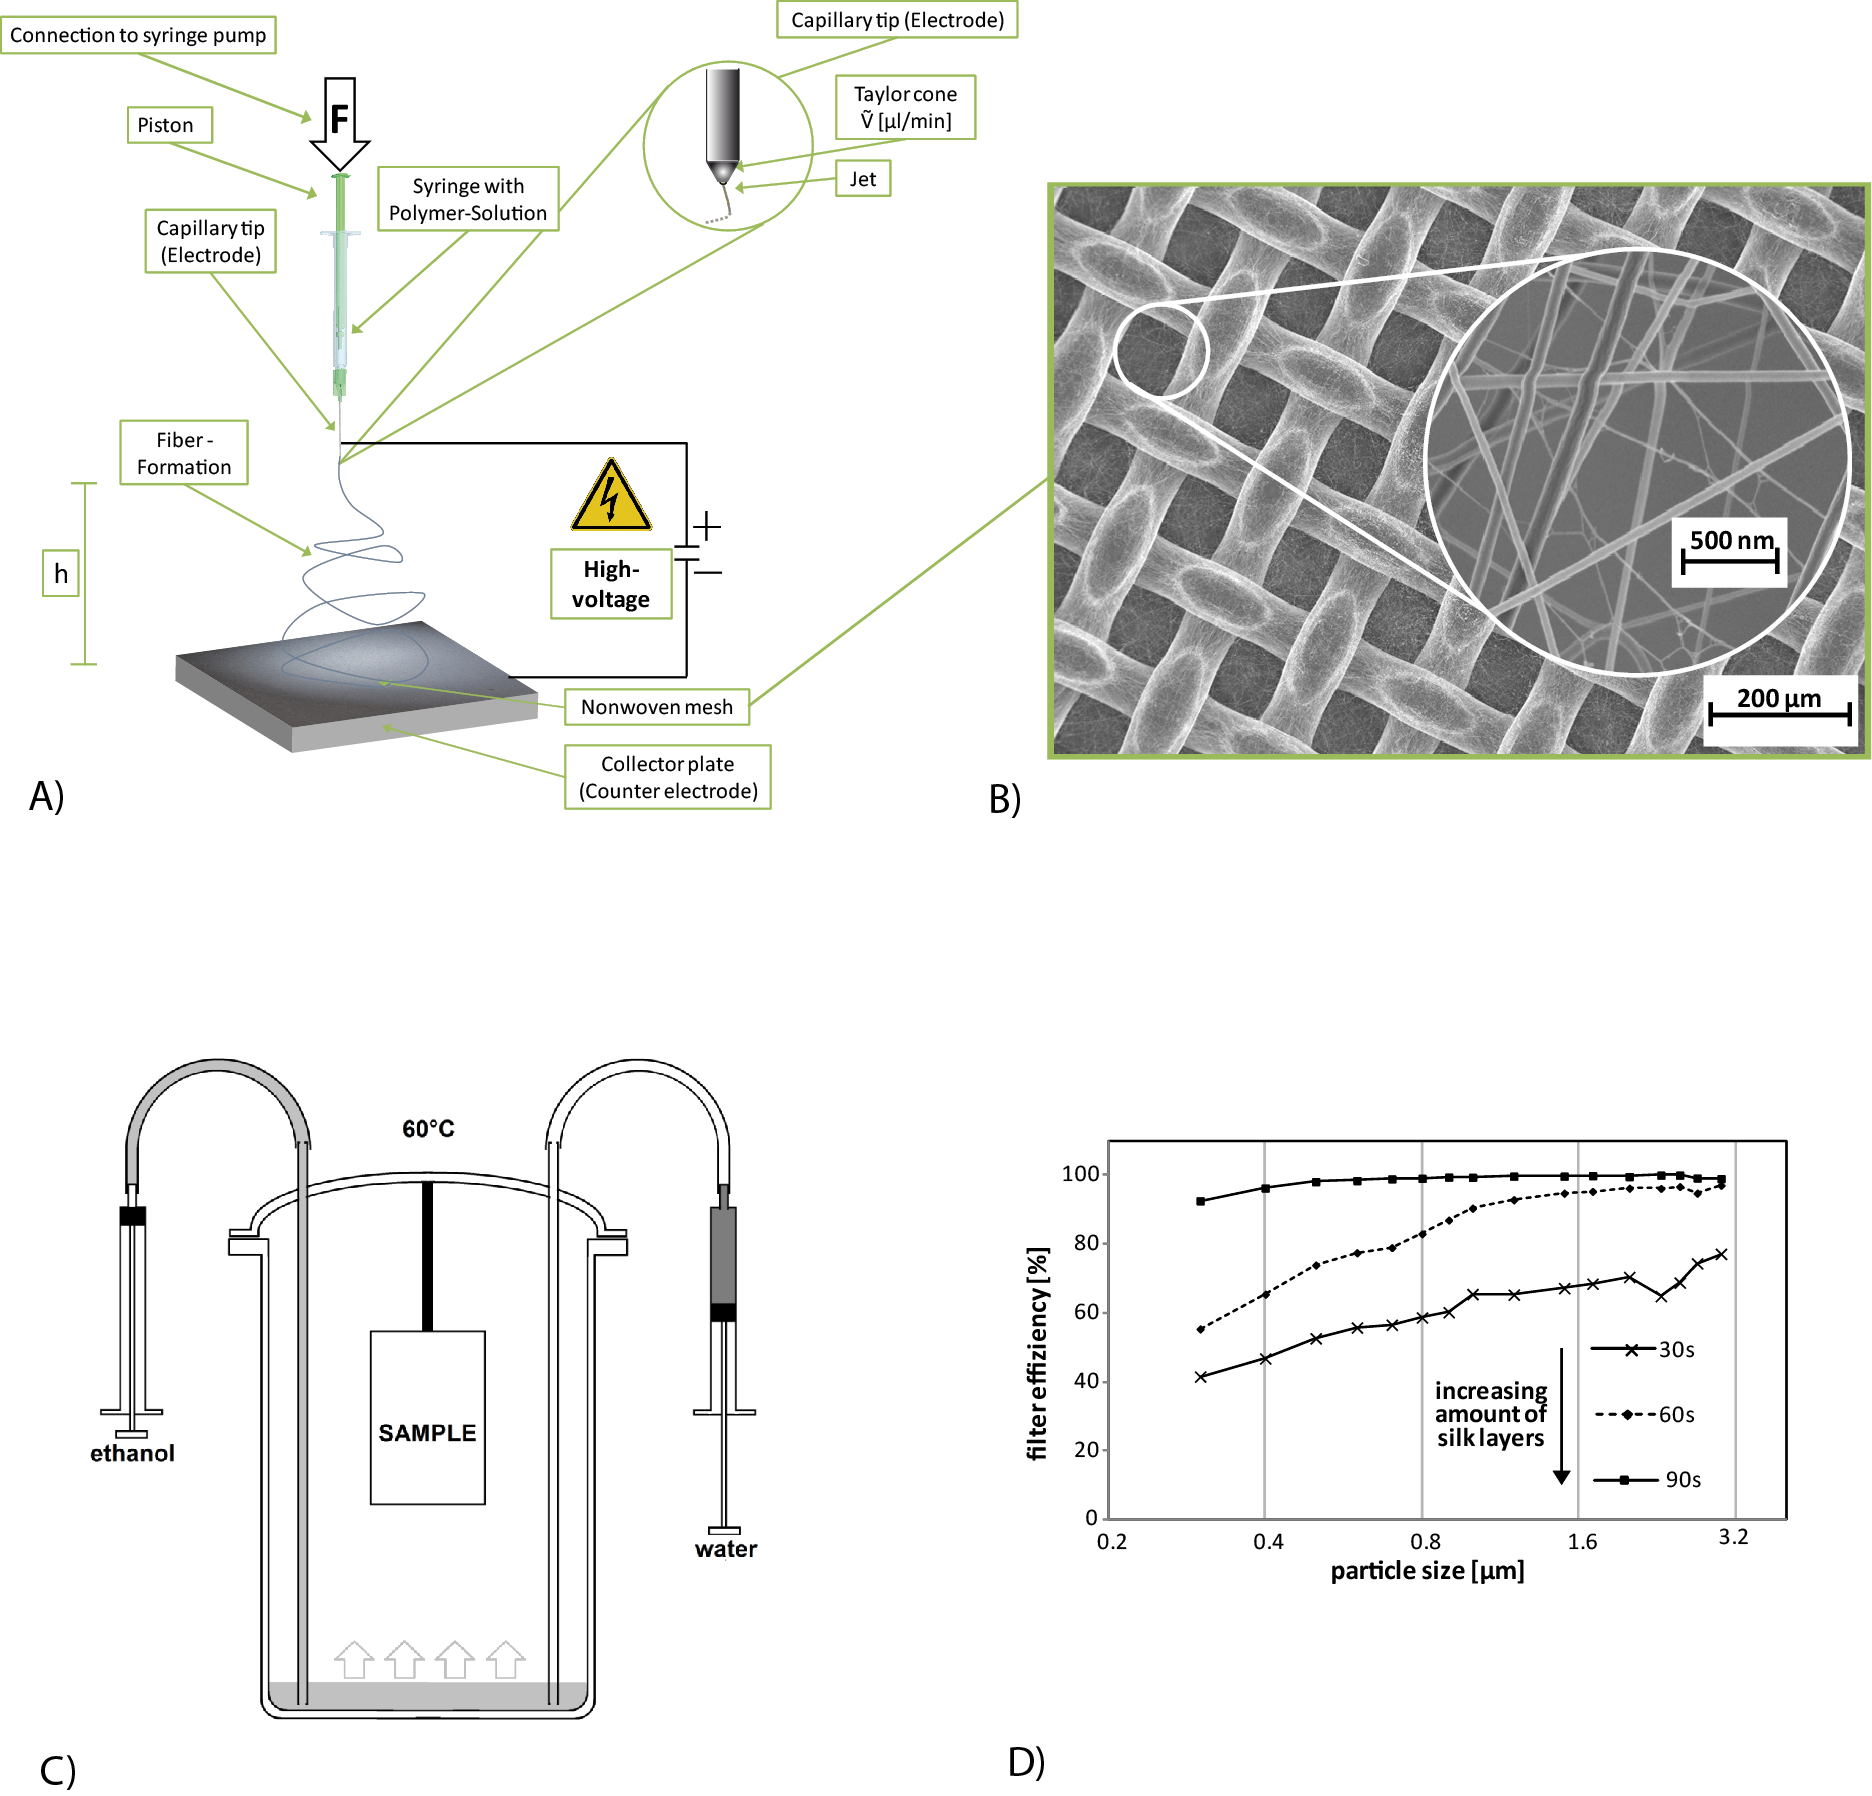 Connection to syringe pump
F
Piston
Capillary tip
(Electrode)
Syringe with
Polymer-Solution
Capillary tip (Electrode)
Taylor cone
Ṽ [µl/min]
Jet
Fiber -
Formation
h
High-
voltage
+
–
Nonwoven mesh
Collector plate
(Counter electrode)
A)
500 nm
200 µm
B)
60°C
SAMPLE
ethanol
water
C)
filter effiziency [%]
100
80
60
40
20
0
0.2
0.4
0.8
1.6
3.2
particle size [µm]
increasing
amount of
silk layers
30s
60s
90s
D)